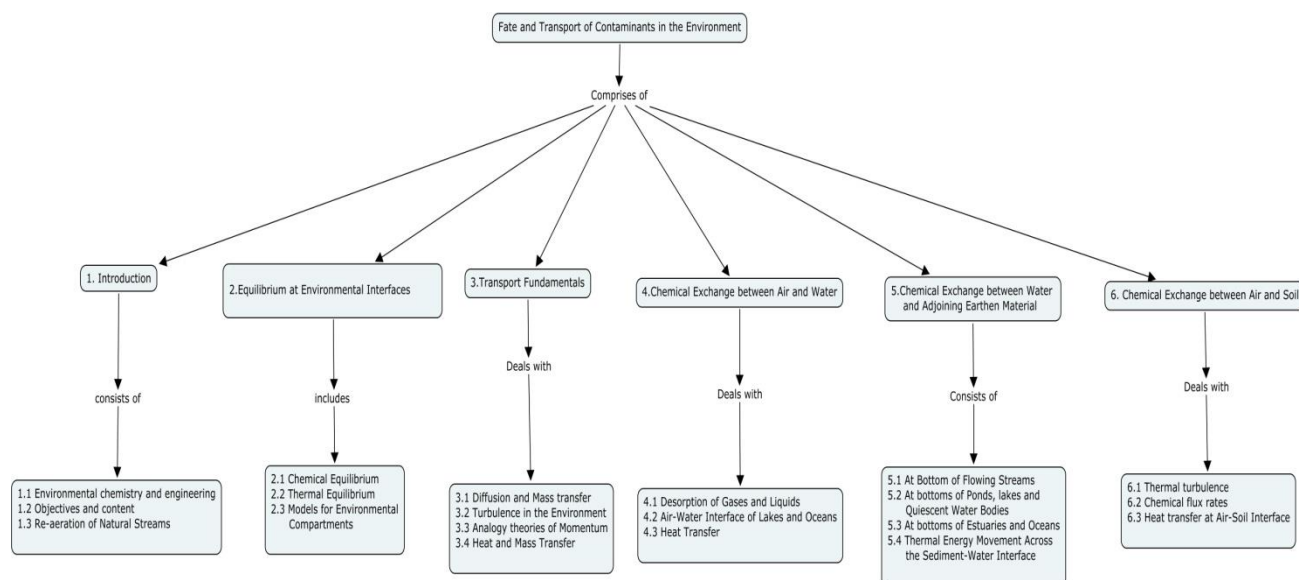 Fate and Transport of Contaminants in the Environment
Comprises of
1. Introduction
2.Equilibrium at Environmental Interfaces
3.Transport Fundamentals
4.Chemical Exchange between Air and Water
5.Chemical Exchange between Water
and Adjoining Earthen Material
6. Chemical Exchange between Air and Soil
consists of
includes
Deals with
Deals with
Consists of
Deals with
1.1 Environmental chemistry and engineering
1.2 Objectives and content
1.3 Re-aeration of Natural Streams
2.1 Chemical Equilibrium
2.2 Thermal Equilibrium
2.3 Models for Environmental
Compartments
3.1 Diffusion and Mass transfer
3.2 Turbulence in the Environment
3.3 Analogy theories of Momentum
3.4 Heat and Mass Transfer
4.1 Desorption of Gases and Liquids
4.2 Air-Water Interface of Lakes and Oceans
4.3 Heat Transfer
5.1 At Bottom of Flowing Streams
5.2 At bottoms of Ponds, lakes and
Quiescent Water Bodies
5.3 At bottoms of Estuaries and Oceans
5.4 Thermal Energy Movement Across
the Sediment-Water Interface
6.1 Thermal turbulence
6.2 Chemical flux rates
6.3 Heat transfer at Air-Soil Interface